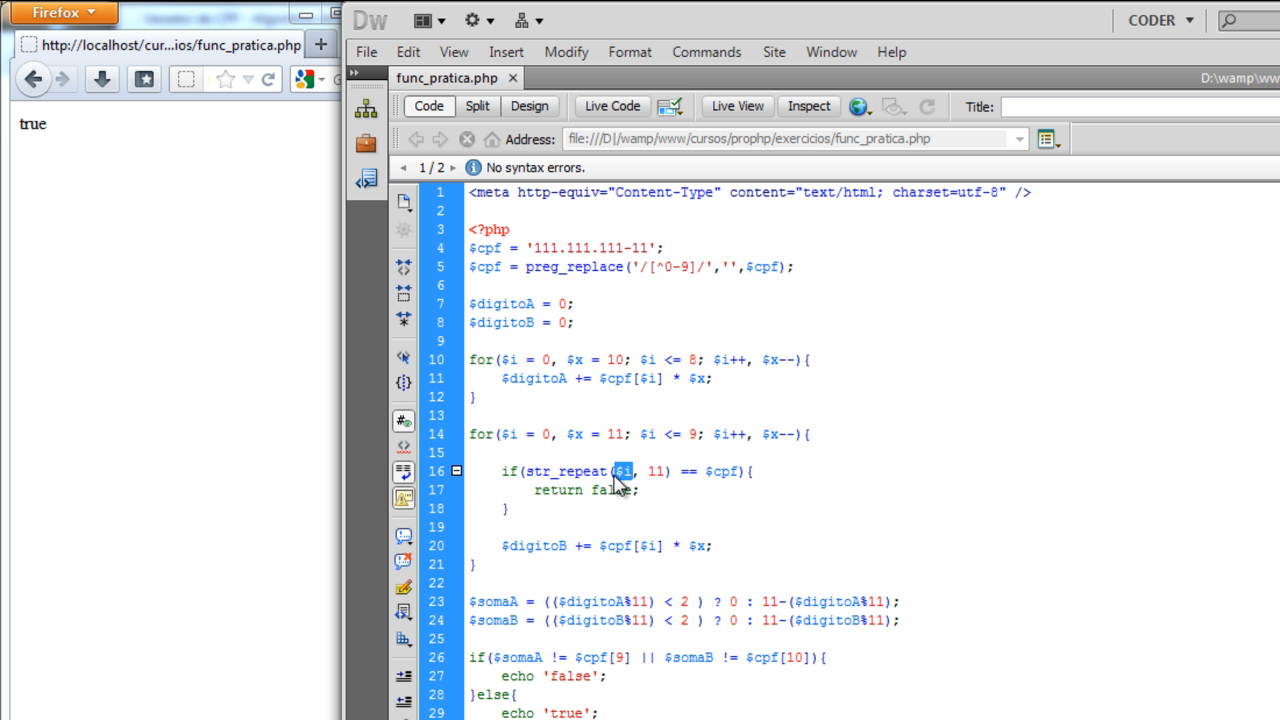 Firefox
http://localhost/cur...ios/func_pratica.php
true
Dw
CODER
File Edit View Insert Modify Format Commands Site Window Help
func_pratica.php
D:\wamp\ww
Code Split Design Live Code Live View Inspect Title:
Address: file:///D|/wamp/www/cursos/prophp/exercicios/func_pratica.php
1 / 2 No syntax errors.
1 <meta http-equiv="Content-Type" content="text/html; charset=utf-8" />
2
3 <?php
4 $cpf = '111.111.111-11';
5 $cpf = preg_replace('/[^0-9]/','',$cpf);
6
7 $digitoA = 0;
8 $digitoB = 0;
9
10 for($i = 0, $x = 10; $i <= 8; $i++, $x--){
11 $digitoA += $cpf[$i] * $x;
12 }
13
14 for($i = 0, $x = 11; $i <= 9; $i++, $x--){
15
16 if(str_repeat($i, 11) == $cpf){
17 return false;
18 }
19
20 $digitoB += $cpf[$i] * $x;
21 }
22
23 $somaA = (($digitoA%11) < 2 ) ? 0 : 11-($digitoA%11);
24 $somaB = (($digitoB%11) < 2 ) ? 0 : 11-($digitoB%11);
25
26 if($somaA != $cpf[9] || $somaB != $cpf[10]){
27 echo 'false';
28 }else{
29 echo 'true';